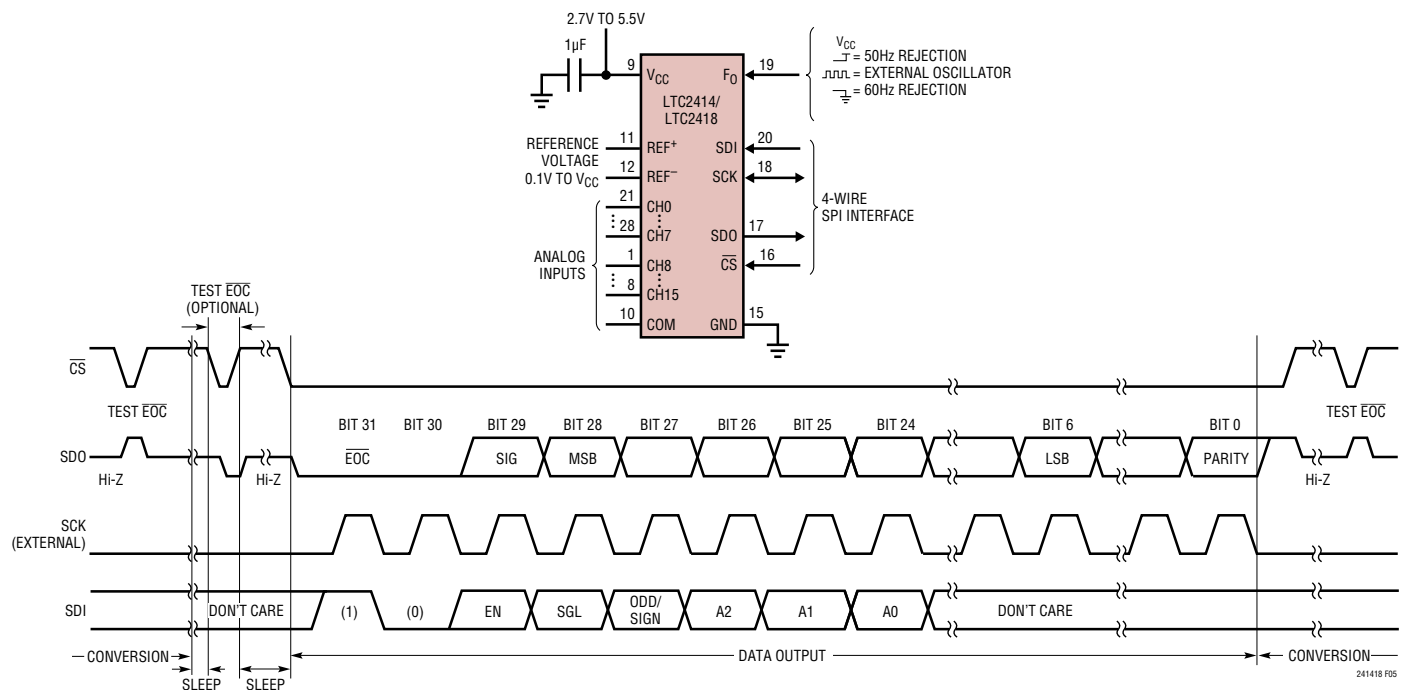 2.7V TO 5.5V
1µF
9
VCC
FO
19
VCC
= 50Hz REJECTION
= EXTERNAL OSCILLATOR
= 60Hz REJECTION
LTC2414/
LTC2418
REFERENCE
VOLTAGE
0.1V TO VCC
11
REF+
12
REF–
SDI
20
SCK
18
4-WIRE
SPI INTERFACE
ANALOG
INPUTS
21
CH0
28
CH7
1
CH8
8
CH15
10
COM
SDO
17
CS
16
GND
15
TEST EOC
(OPTIONAL)
CS
TEST EOC
TEST EOC
BIT 31
BIT 30
BIT 29
BIT 28
BIT 27
BIT 26
BIT 25
BIT 24
BIT 6
BIT 0
SDO
EOC
SIG
MSB
LSB
PARITY
Hi-Z
Hi-Z
Hi-Z
SCK
(EXTERNAL)
SDI
DON'T CARE
(1)
(0)
EN
SGL
ODD/
SIGN
A2
A1
A0
DON'T CARE
CONVERSION
DATA OUTPUT
CONVERSION
SLEEP
SLEEP
241418 F05